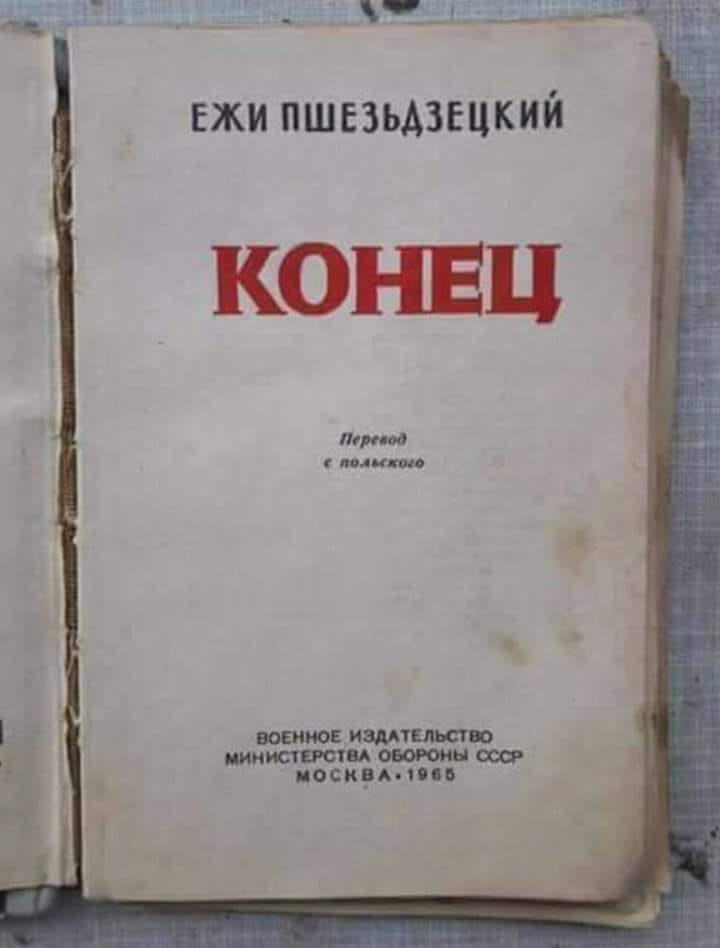 ЕЖИ ПШЕЗЬДЗЕЦКИЙ
КОНЕЦ
Перевод
с польского
ВОЕННОЕ ИЗДАТЕЛЬСТВО
МИНИСТЕРСТВА ОБОРОНЫ СССР
МОСКВА • 1965